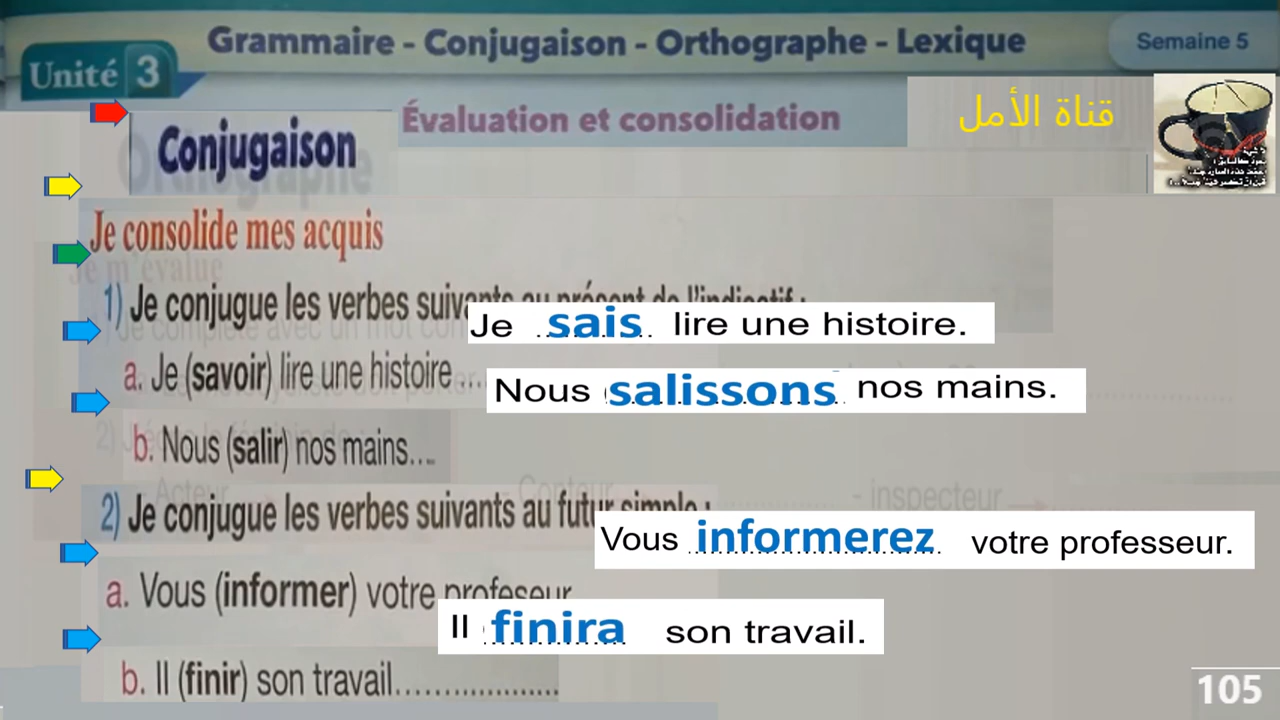 Grammaire - Conjugaison - Orthographe - Lexique
Semaine 5
Unité 3
Évaluation et consolidation
قناة الأمل
Conjugaison
Je consolide mes acquis
1) Je conjugue les verbes suivants au présent de l'indicatif :
Je sais lire une histoire.
a. Je (savoir) lire une histoire ...
Nous salissons nos mains.
b. Nous (salir) nos mains....
2) Je conjugue les verbes suivants au futur simple :
Vous informerez votre professeur.
a. Vous (informer) votre profeseur
Il finira son travail.
b. Il (finir) son travail..................
105